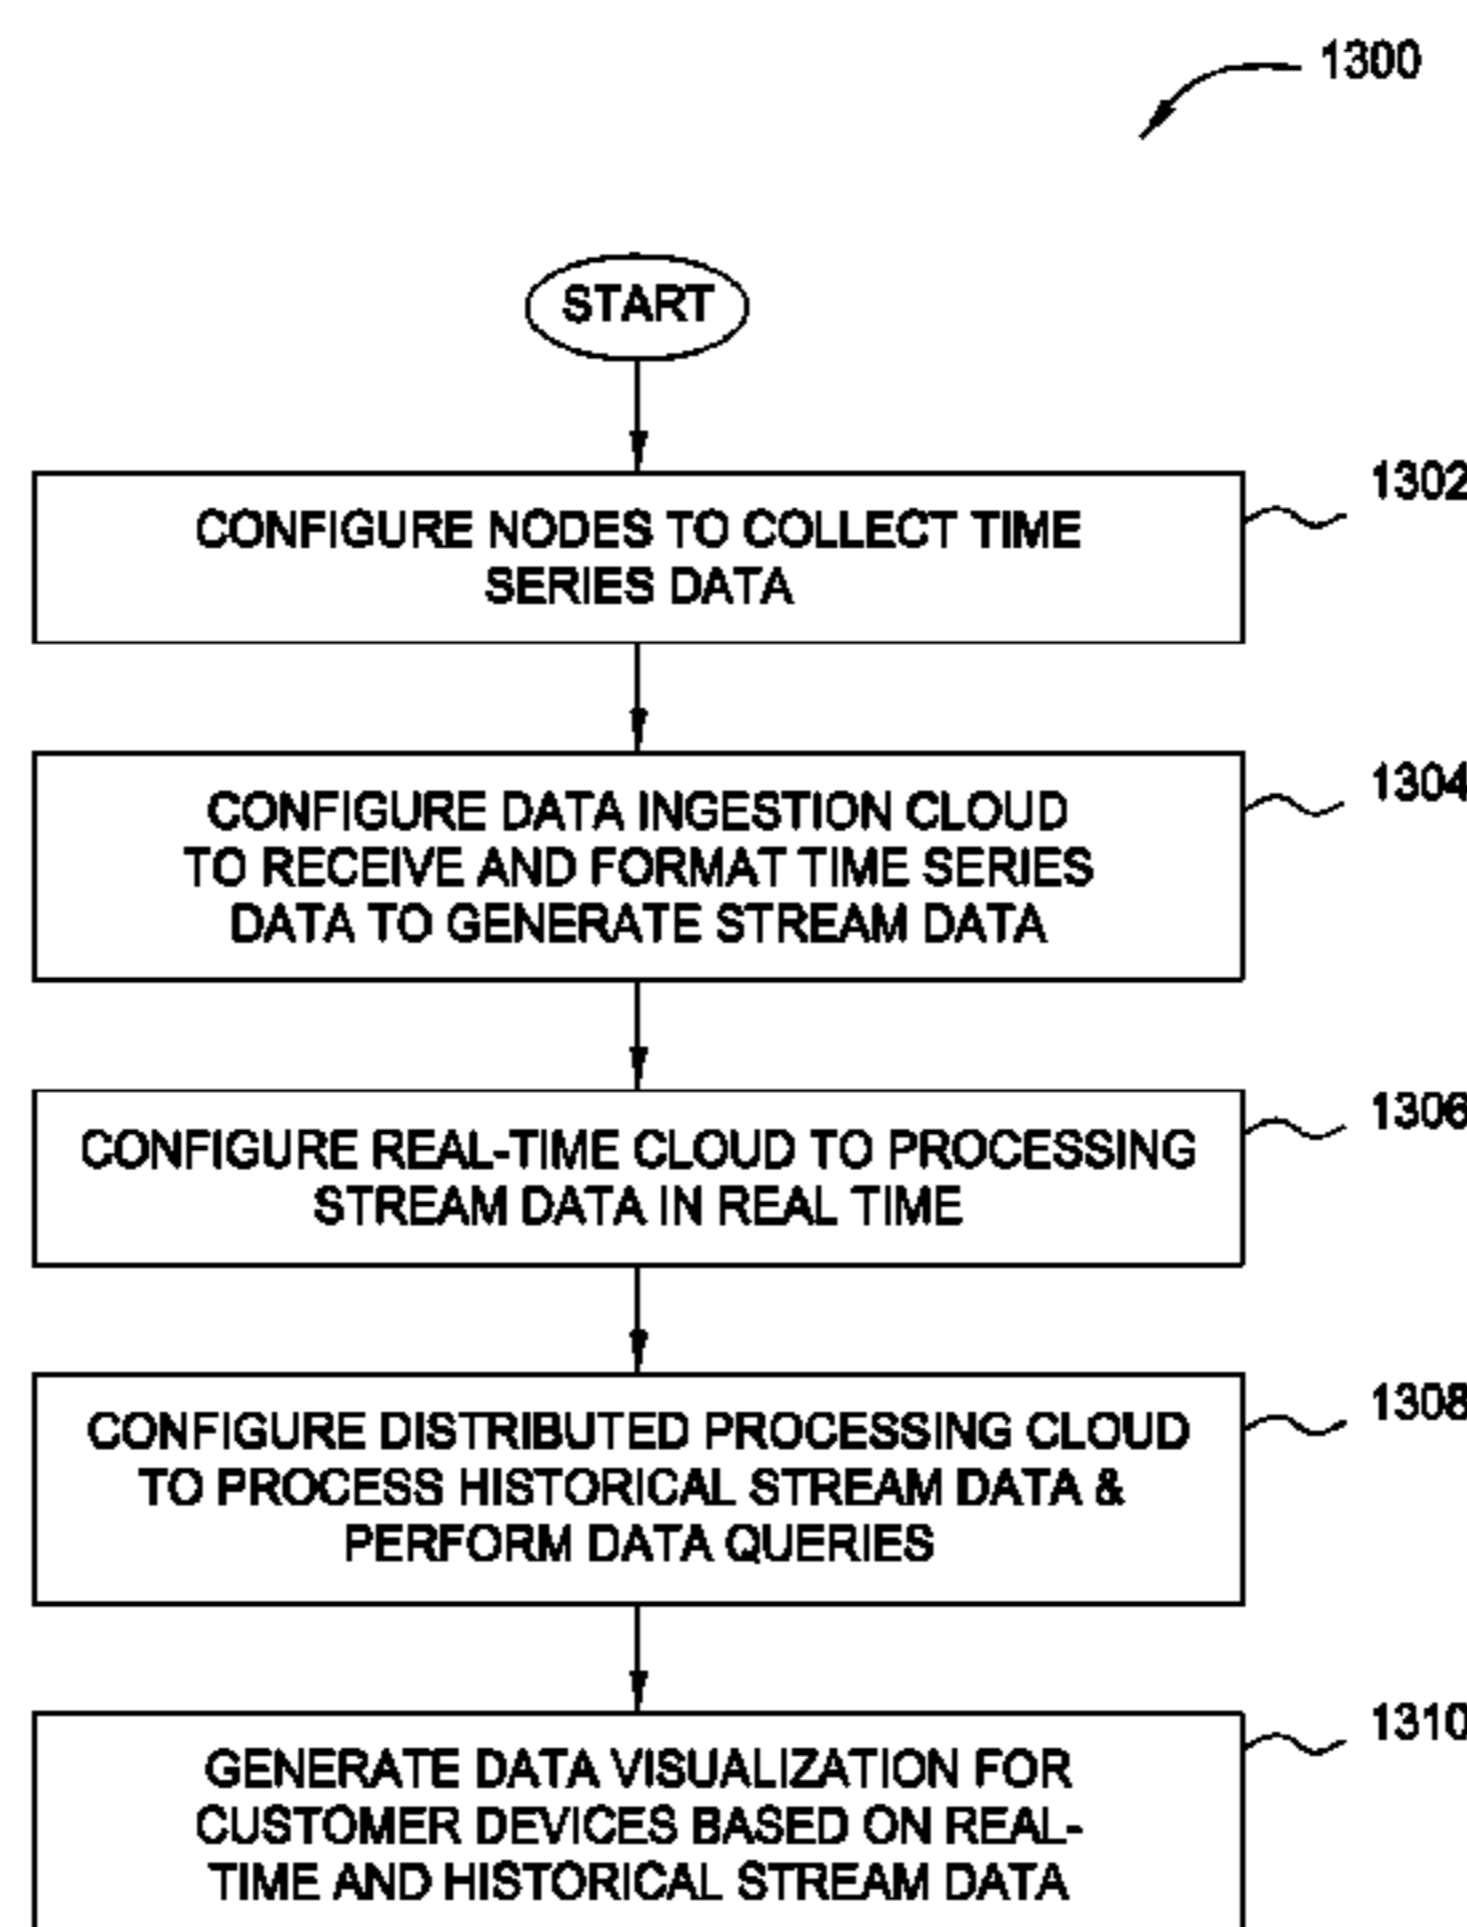 1300
START
1302
CONFIGURE NODES TO COLLECT TIME
SERIES DATA
1304
CONFIGURE DATA INGESTION CLOUD
TO RECEIVE AND FORMAT TIME SERIES
DATA TO GENERATE STREAM DATA
1306
CONFIGURE REAL-TIME CLOUD TO PROCESSING
STREAM DATA IN REAL TIME
1308
CONFIGURE DISTRIBUTED PROCESSING CLOUD
TO PROCESS HISTORICAL STREAM DATA &
PERFORM DATA QUERIES
1310
GENERATE DATA VISUALIZATION FOR
CUSTOMER DEVICES BASED ON REAL-
TIME AND HISTORICAL STREAM DATA